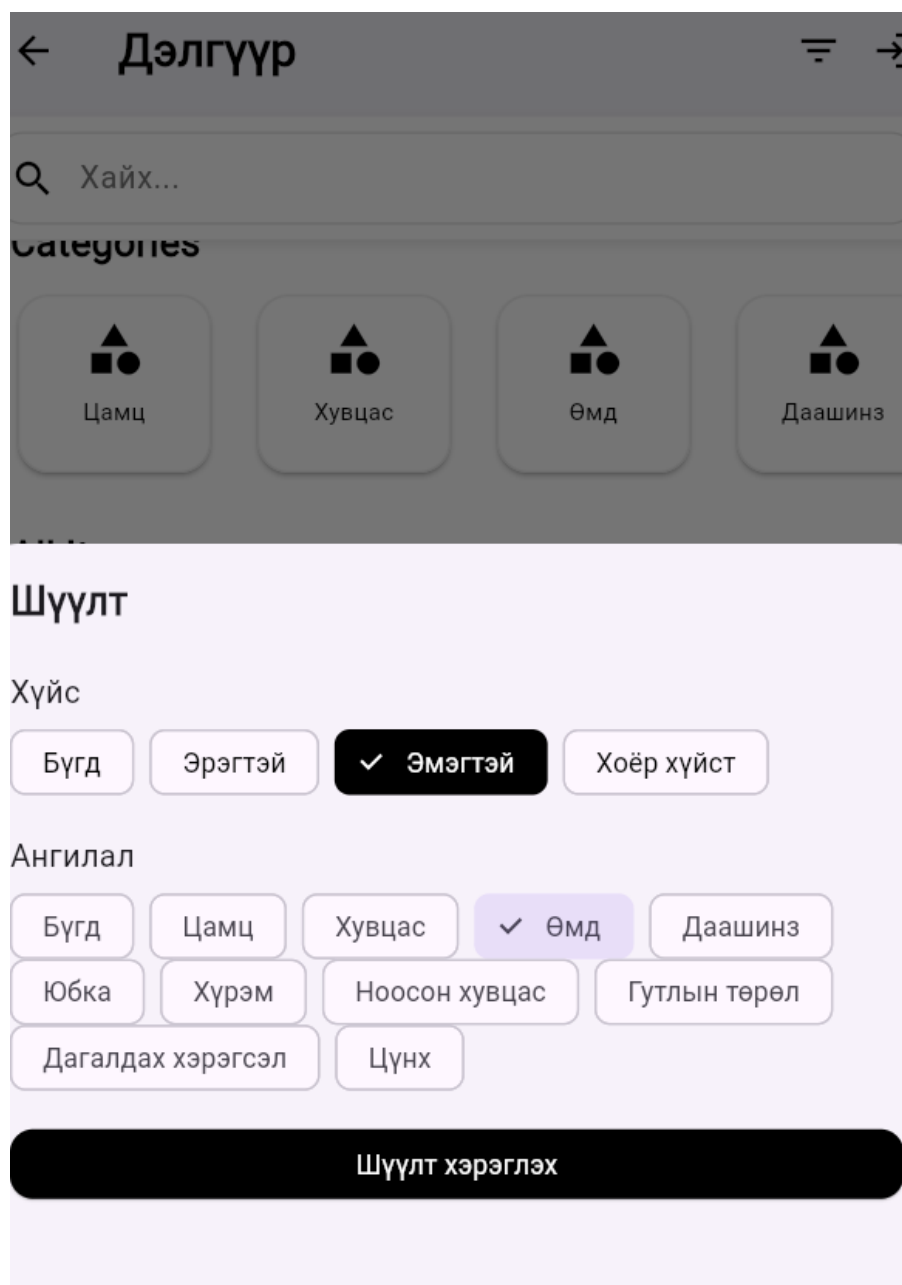 Дэлгүүр
Хайх...
Categories
Цамц Хувцас Өмд Даашинз
Шүүлт
Хүйс
Бүгд Эрэгтэй Эмэгтэй Хоёр хүйст
Ангилал
Бүгд Цамц Хувцас Өмд Даашинз
Юбка Хүрэм Ноосон хувцас Гутлын төрөл
Дагалдах хэрэгсэл Цүнх
Шүүлт хэрэглэх